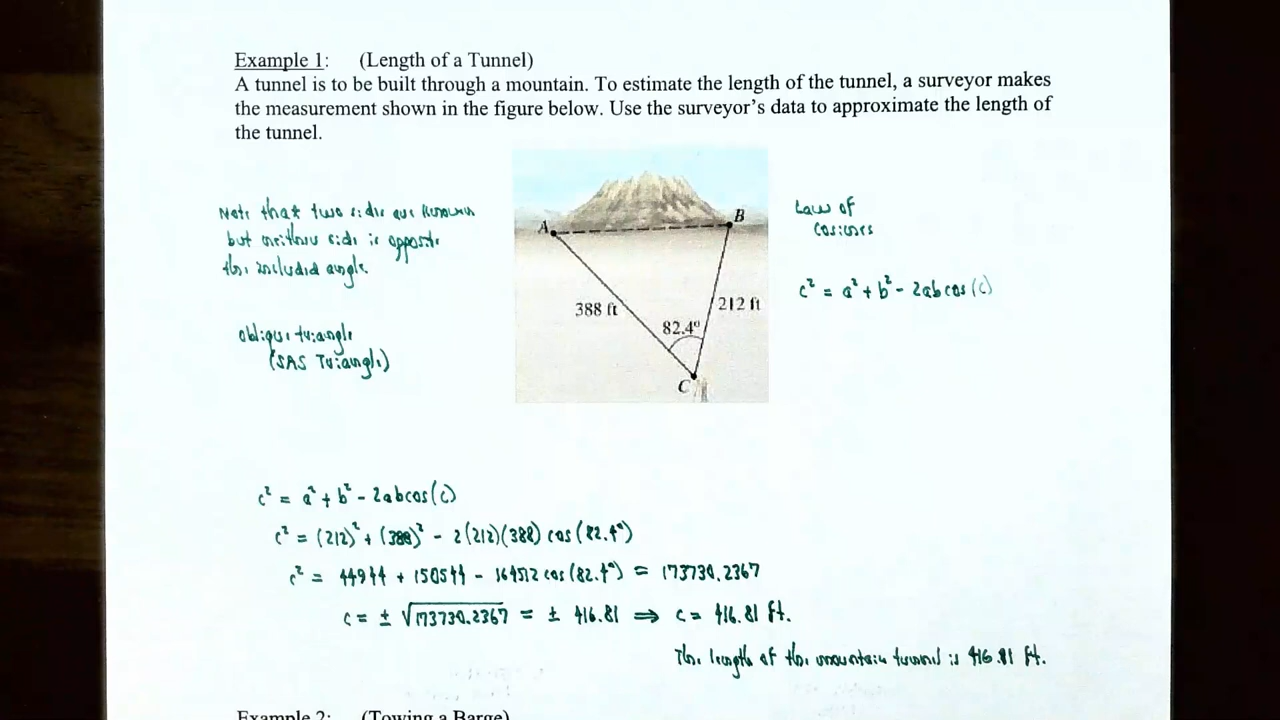 Example 1: (Length of a Tunnel)
A tunnel is to be built through a mountain. To estimate the length of the tunnel, a surveyor makes
the measurement shown in the figure below. Use the surveyor's data to approximate the length of
the tunnel.
Note that two sides are known
but neither side is opposite
the included angle
oblique triangle
(SAS Triangle)
A
B
388 ft
212 ft
82.4°
C
Law of
cosines
c² = a² + b² - 2ab cos(C)
c² = a² + b² - 2ab cos(C)
c² = (212)² + (388)² - 2(212)(388) cos(82.4°)
c² = 44944 + 150544 - 164512 cos(82.4°) = 173730.2367
c = ± √173730.2367 = ± 416.81 ⟹ c = 416.81 ft.
The length of the mountain tunnel is 416.81 ft.
Example 2: (Towing a Barge)